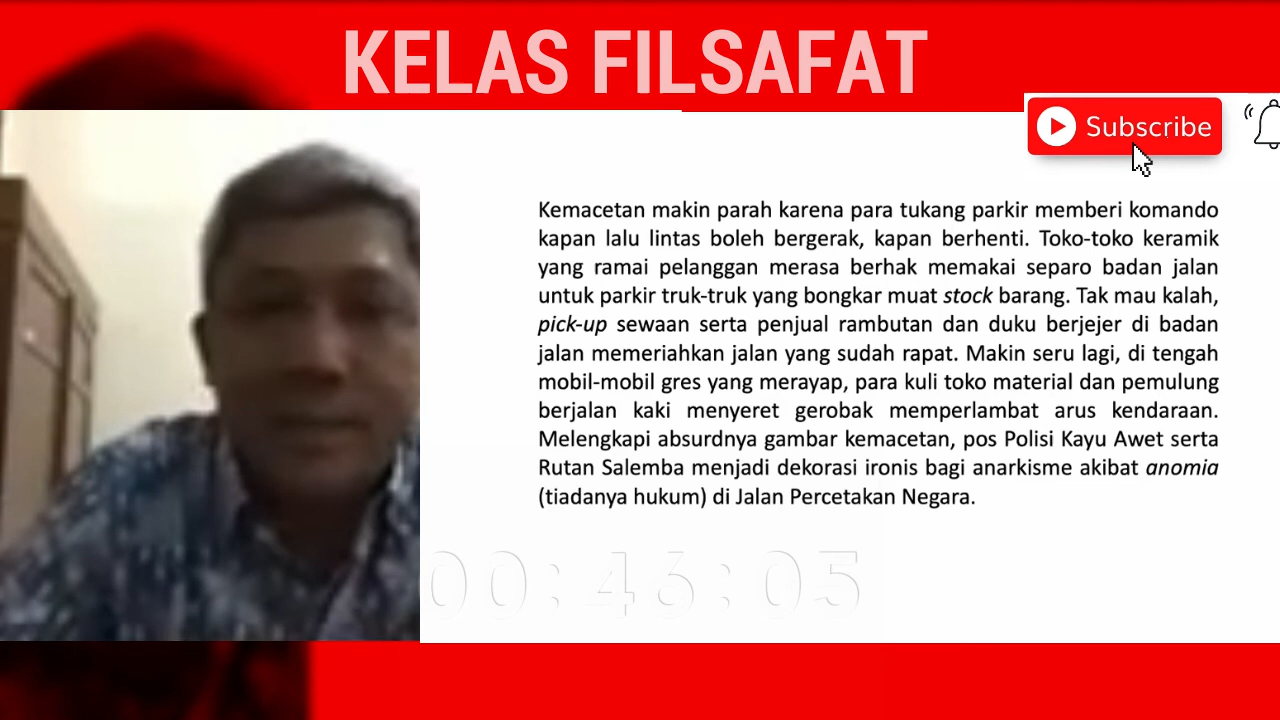 KELAS FILSAFAT
Subscribe
Kemacetan makin parah karena para tukang parkir memberi komando
kapan lalu lintas boleh bergerak, kapan berhenti. Toko-toko keramik
yang ramai pelanggan merasa berhak memakai separo badan jalan
untuk parkir truk-truk yang bongkar muat stock barang. Tak mau kalah,
pick-up sewaan serta penjual rambutan dan duku berjejer di badan
jalan memeriahkan jalan yang sudah rapat. Makin seru lagi, di tengah
mobil-mobil gres yang merayap, para kuli toko material dan pemulung
berjalan kaki menyeret gerobak memperlambat arus kendaraan.
Melengkapi absurdnya gambar kemacetan, pos Polisi Kayu Awet serta
Rutan Salemba menjadi dekorasi ironis bagi anarkisme akibat anomia
(tiadanya hukum) di Jalan Percetakan Negara.
00:46:05